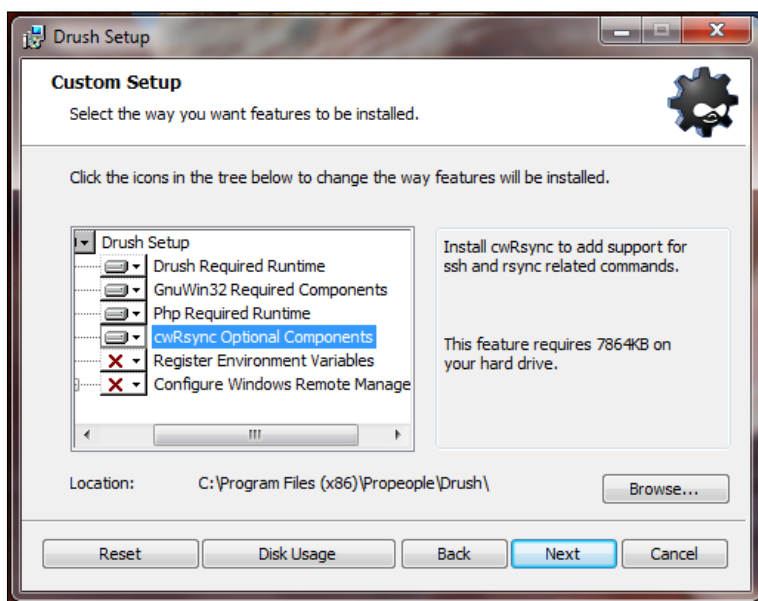 Drush Setup
Custom Setup
Select the way you want features to be installed.
Click the icons in the tree below to change the way features will be installed.
Drush Setup
Drush Required Runtime
GnuWin32 Required Components
Php Required Runtime
cwRsync Optional Components
Register Environment Variables
Configure Windows Remote Manage
Install cwRsync to add support for
ssh and rsync related commands.
This feature requires 7864KB on
your hard drive.
Location: C:\Program Files (x86)\Propeople\Drush\
Browse...
Reset Disk Usage Back Next Cancel